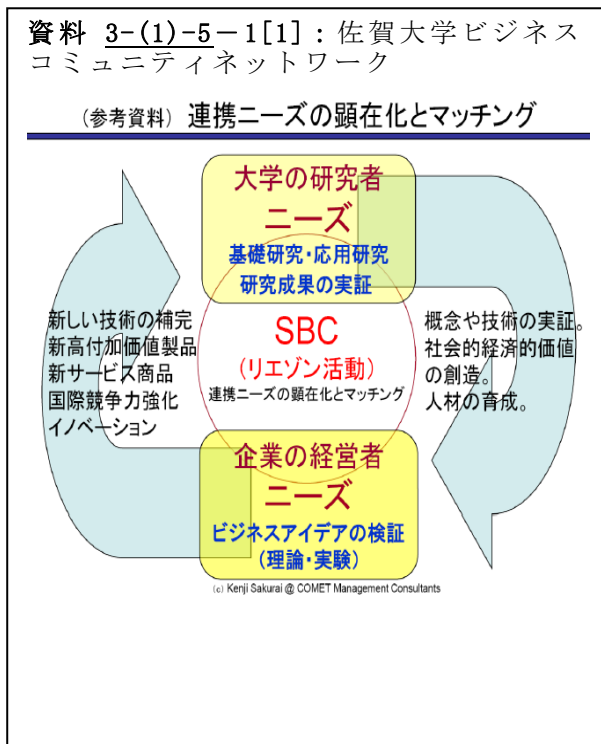 資料 3-(1)-5－1[1]：佐賀大学ビジネス
コミュニティネットワーク
(参考資料) 連携ニーズの顕在化とマッチング
大学の研究者
ニーズ
基礎研究・応用研究
研究成果の実証
新しい技術の補完
新高付加価値製品
新サービス商品
国際競争力強化
イノベーション
SBC
(リエゾン活動)
連携ニーズの顕在化とマッチング
概念や技術の実証。
社会的経済的価値
の創造。
人材の育成。
企業の経営者
ニーズ
ビジネスアイデアの検証
(理論・実験)
(c) Kenji Sakurai @ COMET Management Consultants